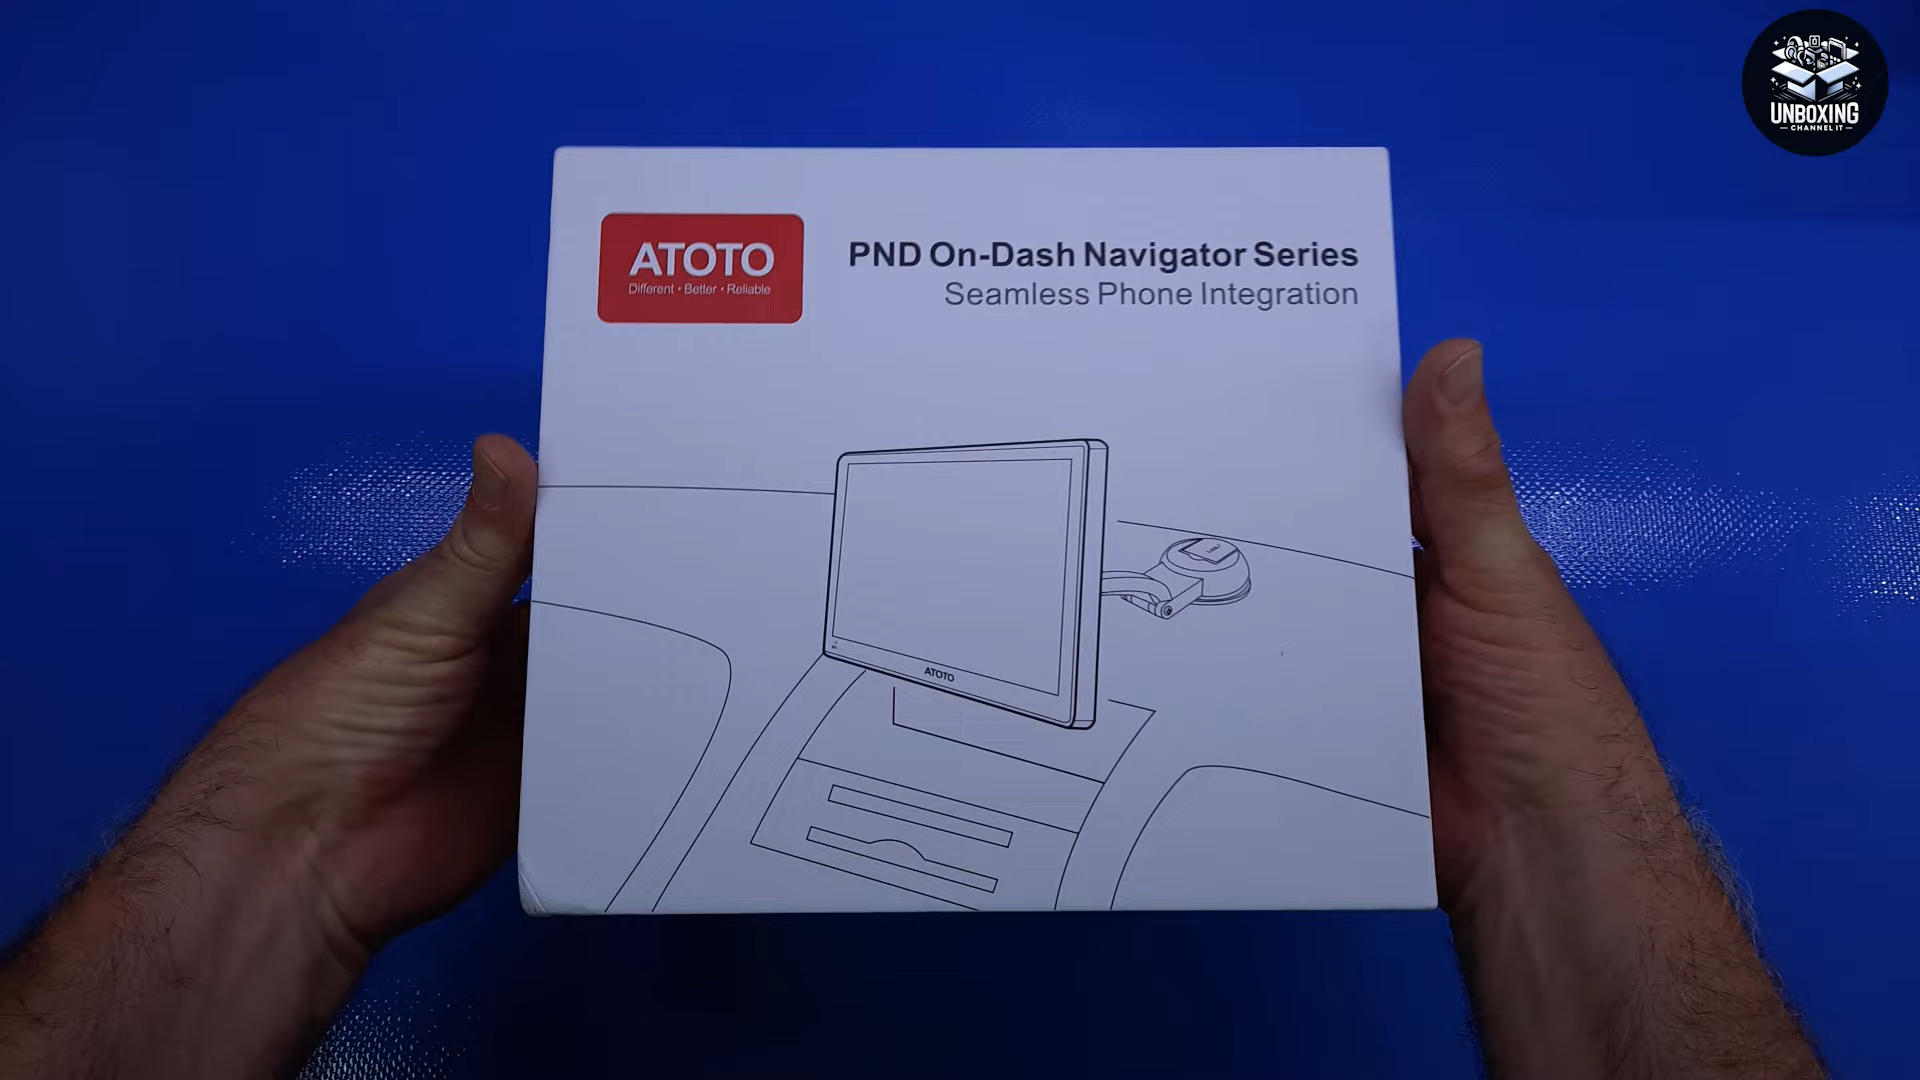 UNBOXING
CHANNEL IT
ATOTO
Different • Better • Reliable
PND On-Dash Navigator Series
Seamless Phone Integration
ATOTO